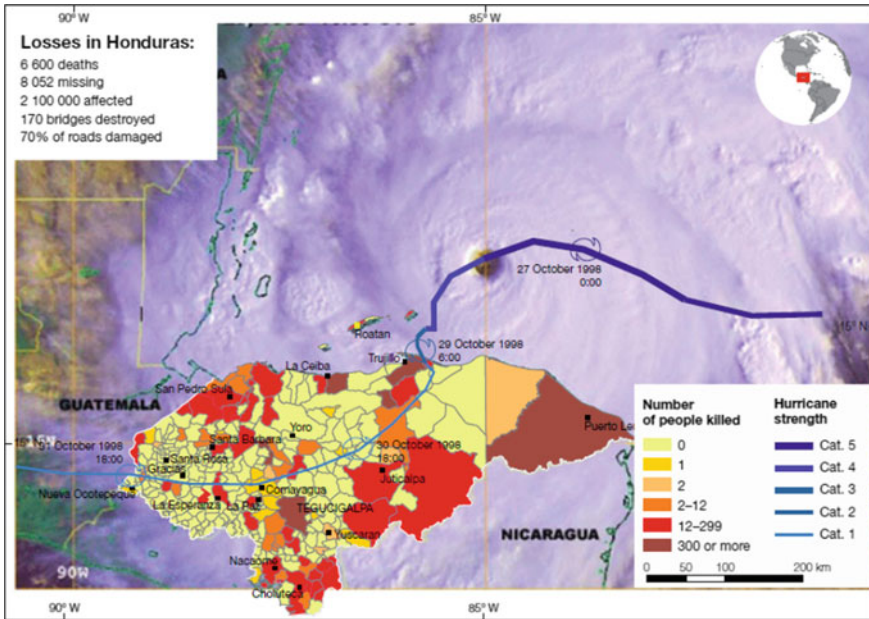 90° W
85° W
Losses in Honduras:
6 600 deaths
8 052 missing
2 100 000 affected
170 bridges destroyed
70% of roads damaged
27 October 1998
0:00
15° N
Roatan
29 October 1998
6:00
Trujillo
La Ceiba
San Pedro Sula
GUATEMALA
Yoro
Puerto Le
Santa Barbara
30 October 1998
18:00
31 October 1998
18:00
15° N
15W
Santa Rosa
Gracias
Juticalpa
Nueva Ocotepeque
Comayagua
La Esperanza
La Paz
TEGUCIGALPA
Yuscaran
NICARAGUA
Nacaome
90W
Choluteca
Number
of people killed
0
1
2
2–12
12–299
300 or more
Hurricane
strength
Cat. 5
Cat. 4
Cat. 3
Cat. 2
Cat. 1
0
100
200 km
90° W
85° W